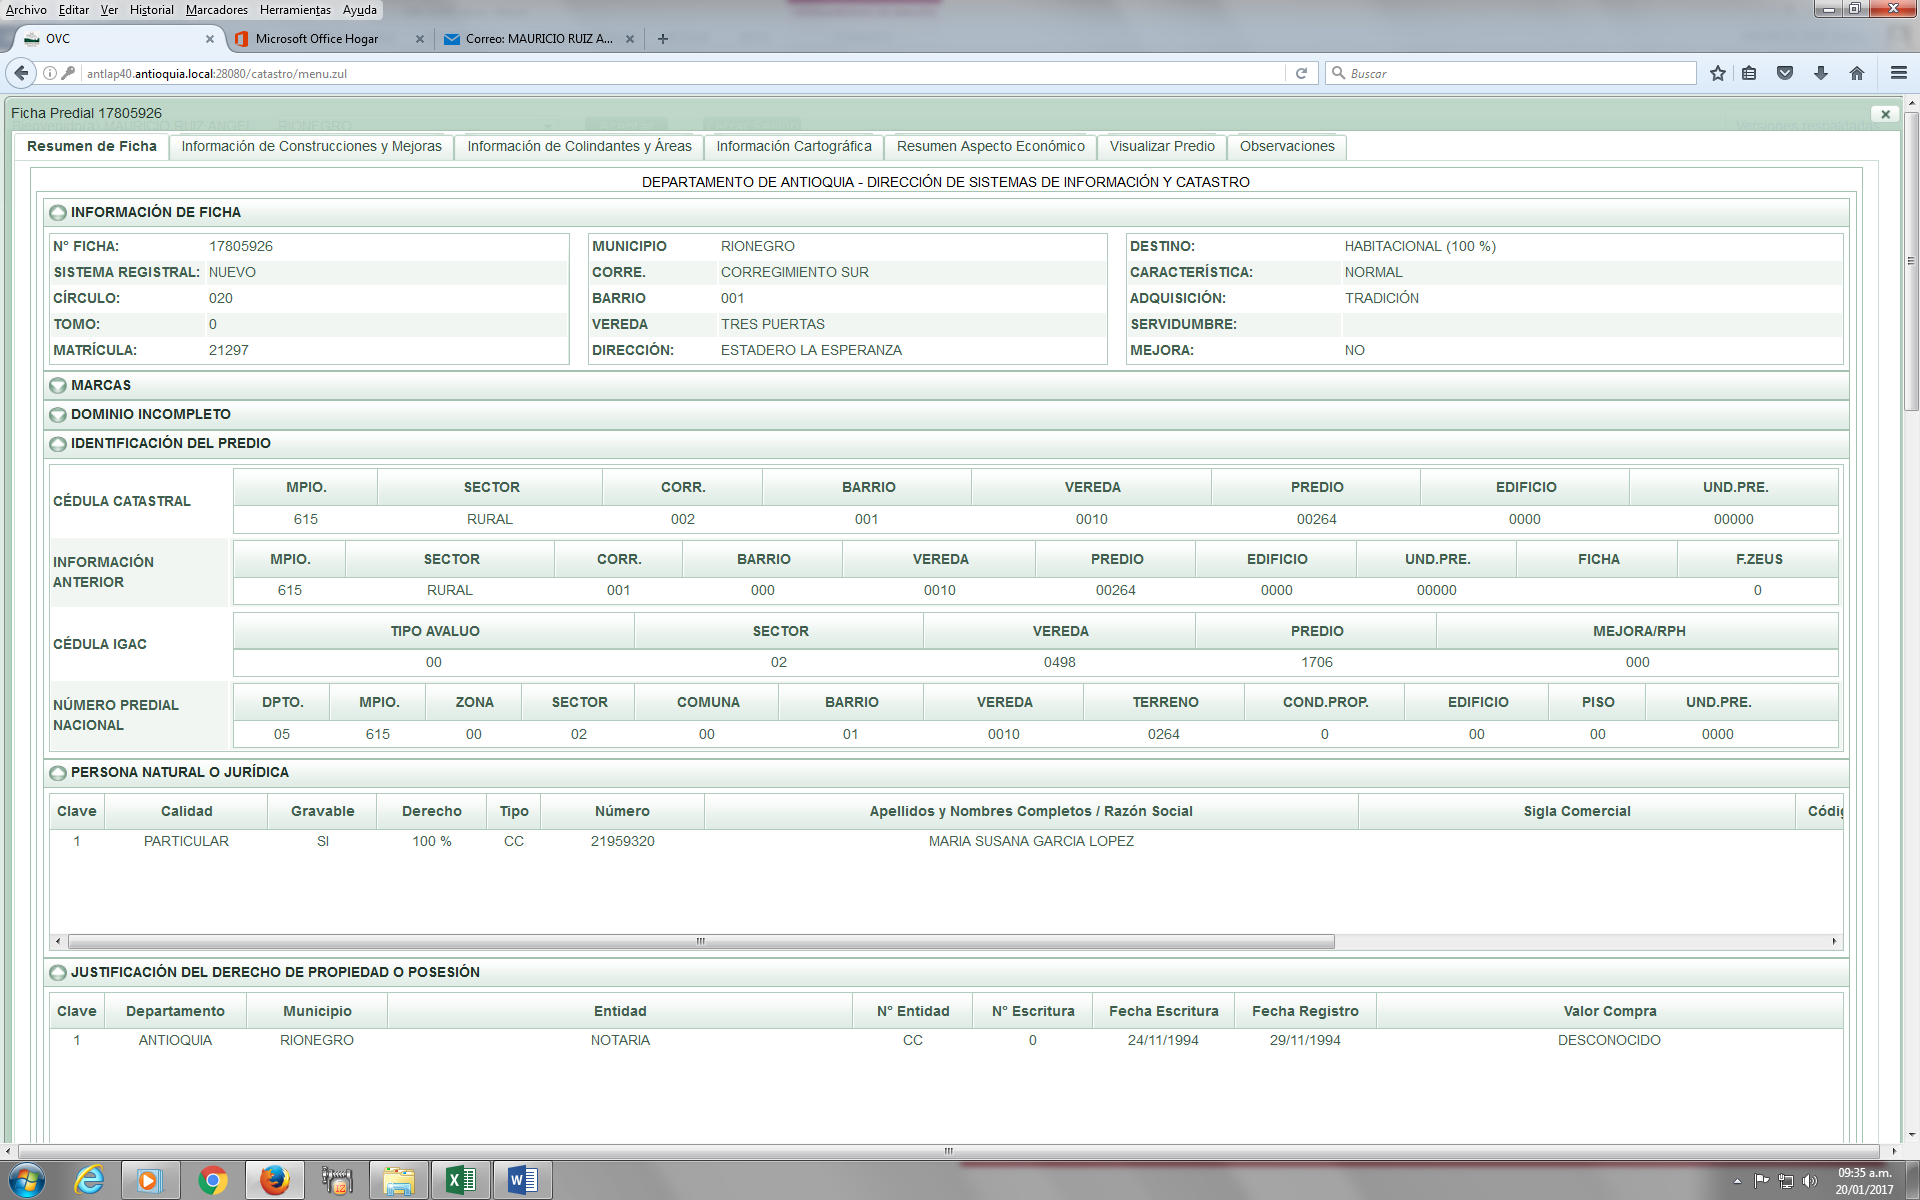 Archivo Editar Ver Historial Marcadores Herramientas Ayuda
OVC Microsoft Office Hogar Correo: MAURICIO RUIZ A...
antlap40.antioquia.local:28080/catastro/menu.zul Buscar
Ficha Predial 17805926
Resumen de Ficha Información de Construcciones y Mejoras Información de Colindantes y Áreas Información Cartográfica Resumen Aspecto Económico Visualizar Predio Observaciones
DEPARTAMENTO DE ANTIOQUIA - DIRECCIÓN DE SISTEMAS DE INFORMACIÓN Y CATASTRO
INFORMACIÓN DE FICHA
N° FICHA: 17805926 MUNICIPIO RIONEGRO DESTINO: HABITACIONAL (100 %)
SISTEMA REGISTRAL: NUEVO CORRE. CORREGIMIENTO SUR CARACTERÍSTICA: NORMAL
CÍRCULO: 020 BARRIO 001 ADQUISICIÓN: TRADICIÓN
TOMO: 0 VEREDA TRES PUERTAS SERVIDUMBRE:
MATRÍCULA: 21297 DIRECCIÓN: ESTADERO LA ESPERANZA MEJORA: NO
MARCAS
DOMINIO INCOMPLETO
IDENTIFICACIÓN DEL PREDIO
CÉDULA CATASTRAL
MPIO. SECTOR CORR. BARRIO VEREDA PREDIO EDIFICIO UND.PRE.
615 RURAL 002 001 0010 00264 0000 00000
INFORMACIÓN
ANTERIOR
MPIO. SECTOR CORR. BARRIO VEREDA PREDIO EDIFICIO UND.PRE. FICHA F.ZEUS
615 RURAL 001 000 0010 00264 0000 00000 0
CÉDULA IGAC
TIPO AVALUO SECTOR VEREDA PREDIO MEJORA/RPH
00 02 0498 1706 000
NÚMERO PREDIAL
NACIONAL
DPTO. MPIO. ZONA SECTOR COMUNA BARRIO VEREDA TERRENO COND.PROP. EDIFICIO PISO UND.PRE.
05 615 00 02 00 01 0010 0264 0 00 00 0000
PERSONA NATURAL O JURÍDICA
Clave Calidad Gravable Derecho Tipo Número Apellidos y Nombres Completos / Razón Social Sigla Comercial Códig
1 PARTICULAR SI 100 % CC 21959320 MARIA SUSANA GARCIA LOPEZ
JUSTIFICACIÓN DEL DERECHO DE PROPIEDAD O POSESIÓN
Clave Departamento Municipio Entidad N° Entidad N° Escritura Fecha Escritura Fecha Registro Valor Compra
1 ANTIOQUIA RIONEGRO NOTARIA CC 0 24/11/1994 29/11/1994 DESCONOCIDO
09:35 a.m.
20/01/2017